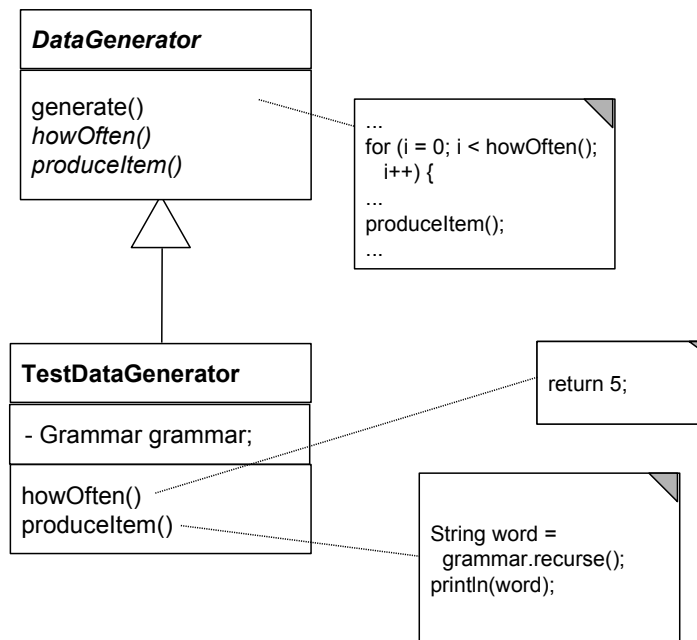 DataGenerator
generate()
howOften()
produceItem()
...
for (i = 0; i < howOften();
i++) {
...
produceItem();
...
TestDataGenerator
- Grammar grammar;
howOften()
produceItem()
return 5;
String word =
grammar.recurse();
println(word);